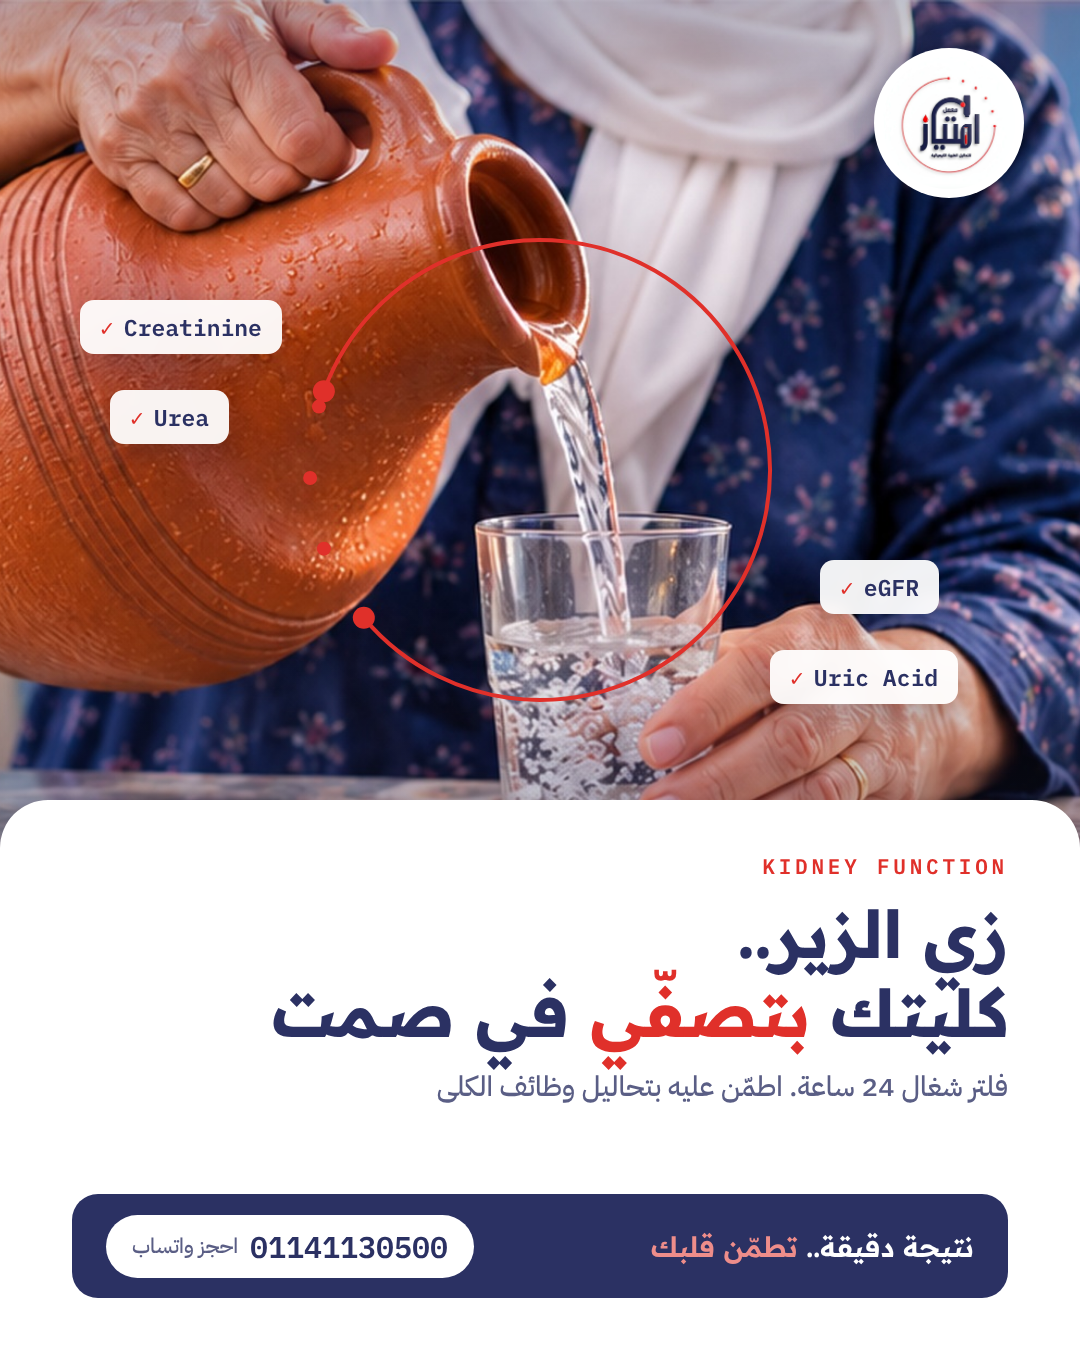 معمل
امتياز
✓ Creatinine
✓ Urea
✓ eGFR
✓ Uric Acid
KIDNEY FUNCTION
زي الزير..
كليتك بتصفّي في صمت
فلتر شغال 24 ساعة. اطمّن عليه بتحاليل وظائف الكلى
نتيجة دقيقة.. تطمّن قلبك
01141130500 احجز واتساب